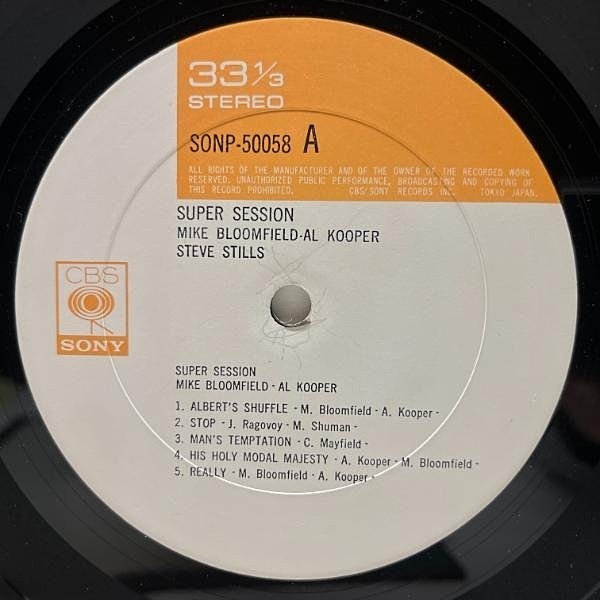 33 1/3
STEREO
SONP-50058 A
ALL RIGHTS OF THE MANUFACTURER AND OF THE OWNER OF THE RECORDED WORK
RESERVED. UNAUTHORIZED PUBLIC PERFORMANCE, BROADCASTING AND COPYING OF
THIS RECORD PROHIBITED. CBS/SONY RECORDS INC. TOKYO JAPAN.
SUPER SESSION
MIKE BLOOMFIELD·AL KOOPER
STEVE STILLS
CBS
SONY
SUPER SESSION
MIKE BLOOMFIELD - AL KOOPER
1. ALBERT'S SHUFFLE - M. Bloomfield - A. Kooper -
2. STOP - J. Ragovoy - M. Shuman -
3. MAN'S TEMPTATION - C. Mayfield -
4. HIS HOLY MODAL MAJESTY - A. Kooper - M. Bloomfield -
5. REALLY - M. Bloomfield - A. Kooper -